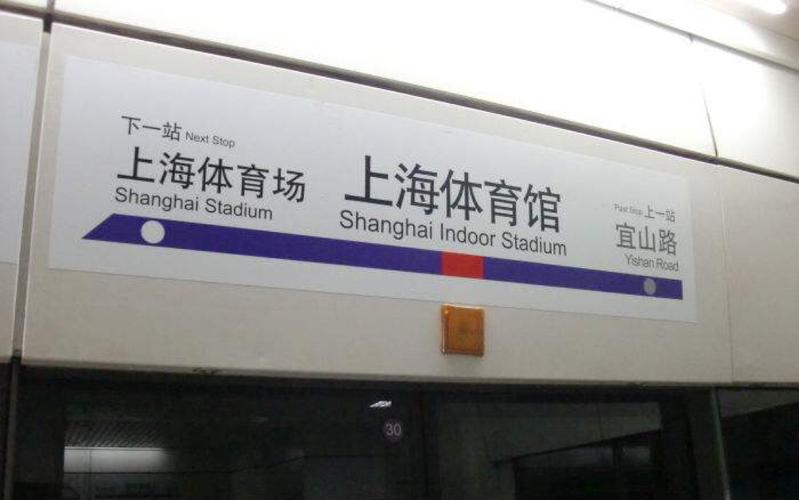 下一站 Next Stop
上海体育场
Shanghai Stadium
上海体育馆
Shanghai Indoor Stadium
Past Stop 上一站
宜山路
Yishan Road
30